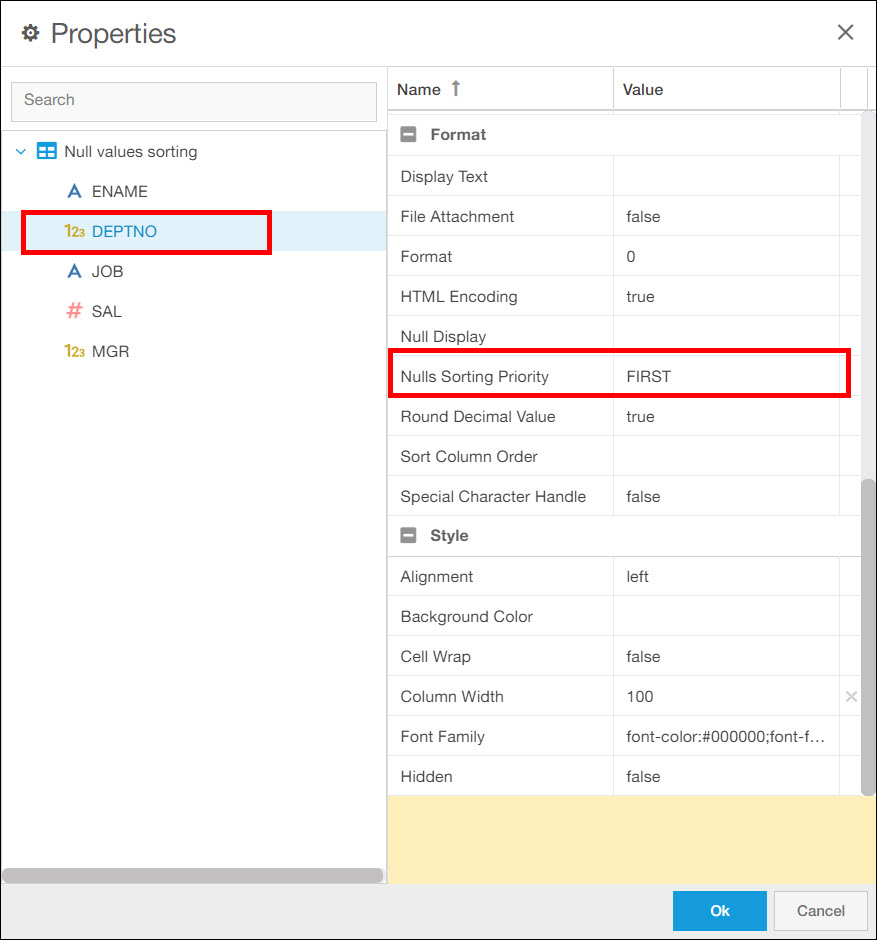 Properties
Search
Null values sorting
ENAME
123 DEPTNO
JOB
# SAL
123 MGR
Name ↑ Value
Format
Display Text
File Attachment false
Format 0
HTML Encoding true
Null Display
Nulls Sorting Priority FIRST
Round Decimal Value true
Sort Column Order
Special Character Handle false
Style
Alignment left
Background Color
Cell Wrap false
Column Width 100
Font Family font-color:#000000;font-f...
Hidden false
Ok Cancel